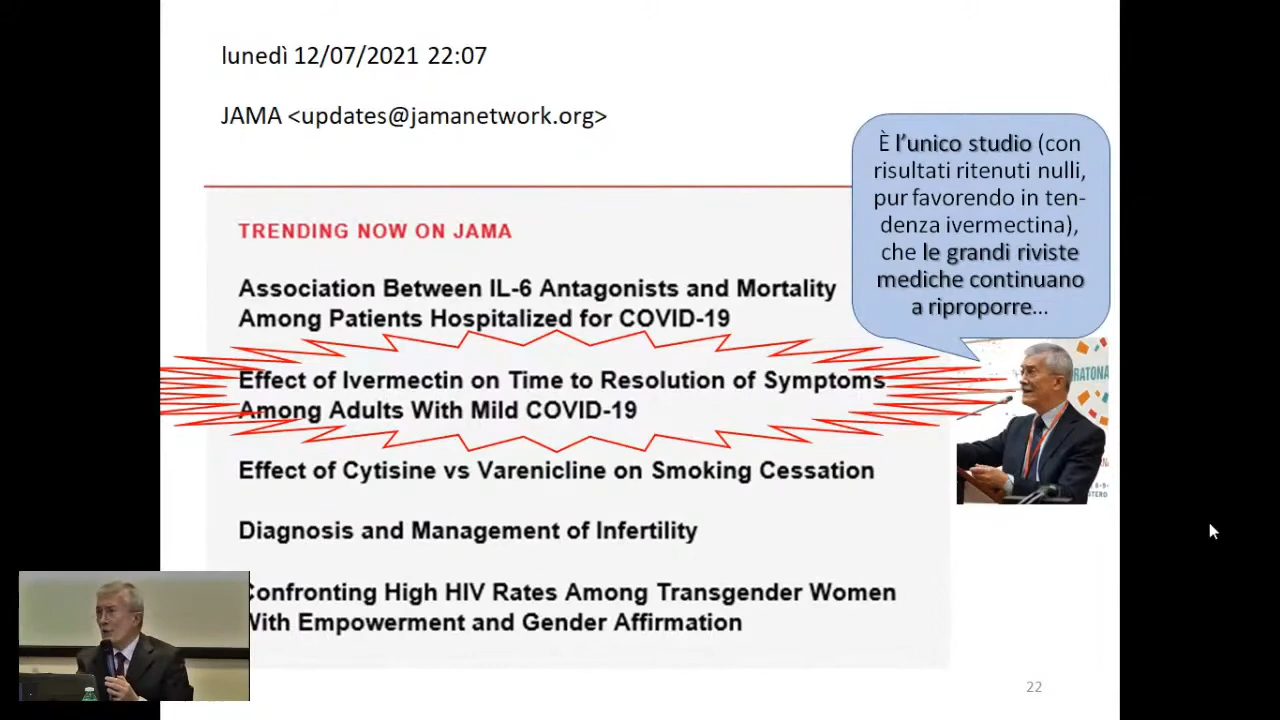 lunedì 12/07/2021 22:07
JAMA <updates@jamanetwork.org>
È l'unico studio (con
risultati ritenuti nulli,
pur favorendo in ten-
denza ivermectina),
che le grandi riviste
mediche continuano
a riproporre...
TRENDING NOW ON JAMA
Association Between IL-6 Antagonists and Mortality
Among Patients Hospitalized for COVID-19
Effect of Ivermectin on Time to Resolution of Symptoms
Among Adults With Mild COVID-19
Effect of Cytisine vs Varenicline on Smoking Cessation
Diagnosis and Management of Infertility
Confronting High HIV Rates Among Transgender Women
With Empowerment and Gender Affirmation
22